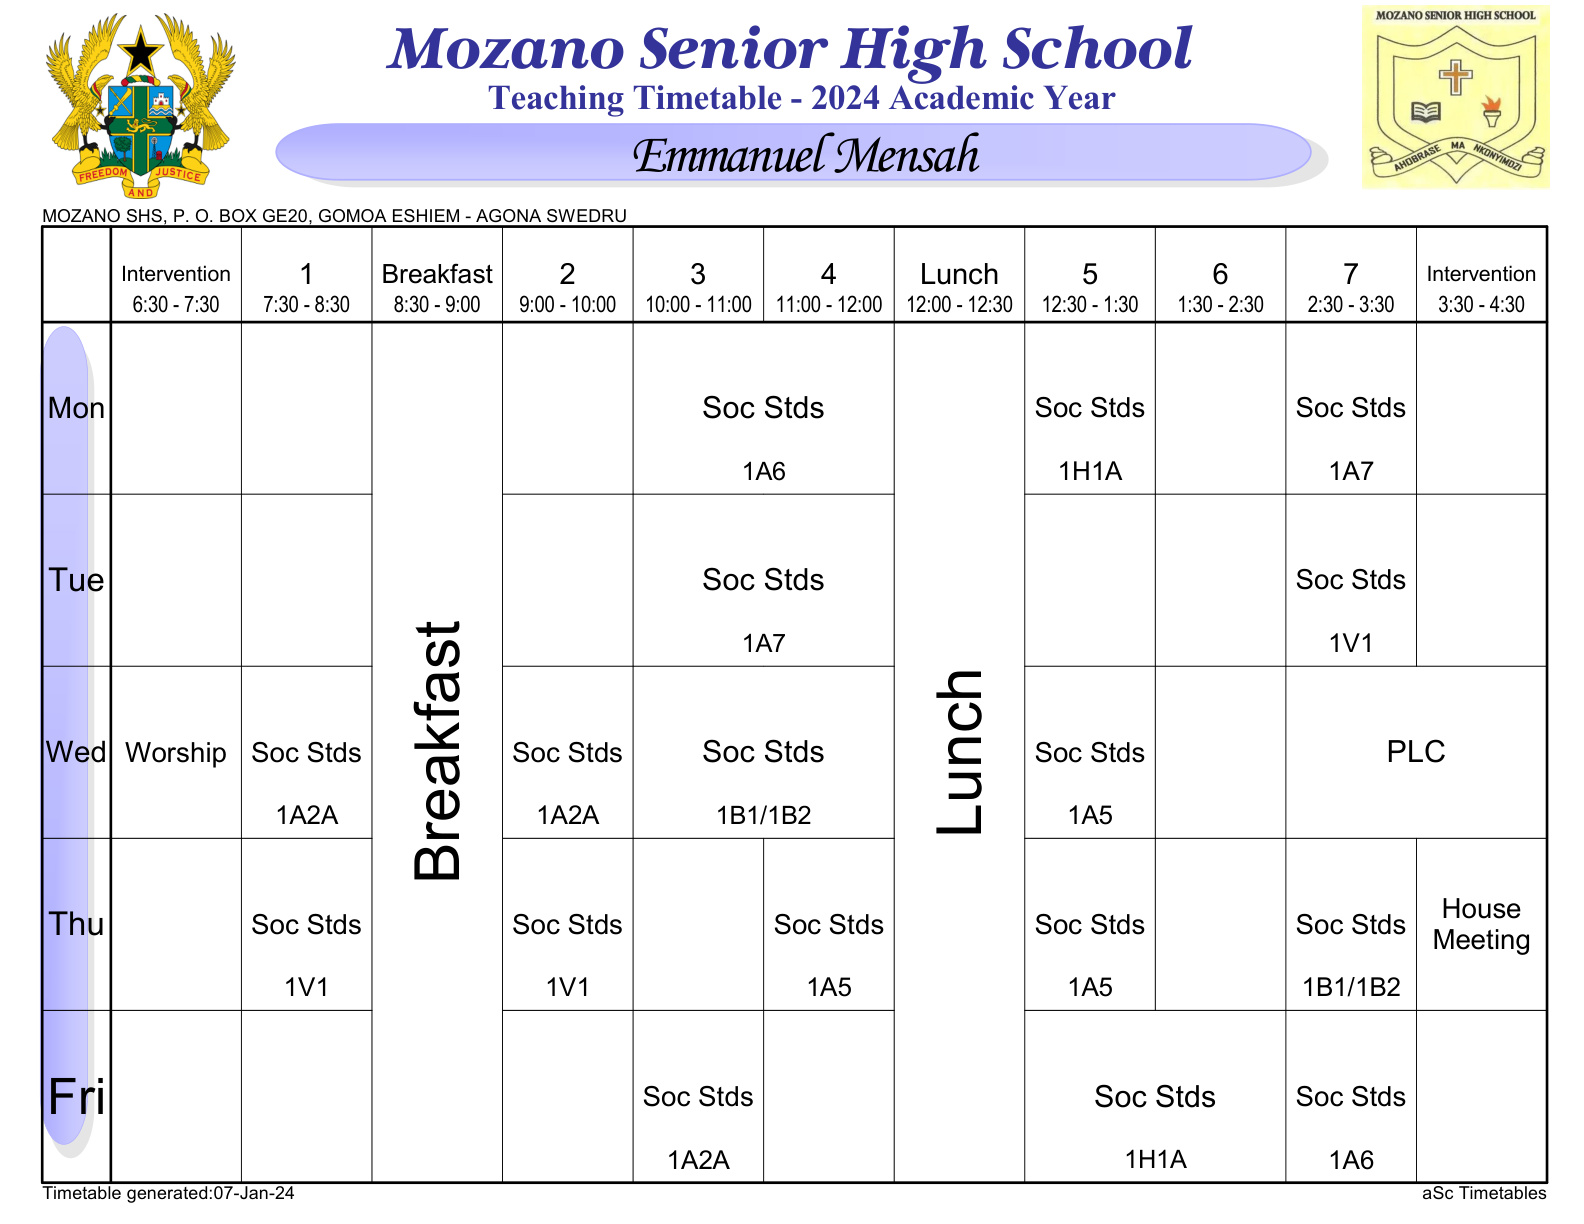 MOZANO SENIOR HIGH SCHOOL
Mozano Senior High School
Teaching Timetable - 2024 Academic Year
Emmanuel Mensah
FREEDOM AND JUSTICE
AHOBRASE MA NKONYIMDZI
MOZANO SHS, P. O. BOX GE20, GOMOA ESHIEM - AGONA SWEDRU
Intervention 1 Breakfast 2 3 4 Lunch 5 6 7 Intervention
6:30 - 7:30 7:30 - 8:30 8:30 - 9:00 9:00 - 10:00 10:00 - 11:00 11:00 - 12:00 12:00 - 12:30 12:30 - 1:30 1:30 - 2:30 2:30 - 3:30 3:30 - 4:30
Mon Soc Stds Soc Stds Soc Stds
1A6 1H1A 1A7
Tue Soc Stds Soc Stds
1A7 1V1
Breakfast
Lunch
Wed Worship Soc Stds Soc Stds Soc Stds Soc Stds PLC
1A2A 1A2A 1B1/1B2 1A5
Thu Soc Stds Soc Stds Soc Stds Soc Stds Soc Stds House
Meeting
1V1 1V1 1A5 1A5 1B1/1B2
Fri Soc Stds Soc Stds Soc Stds
1A2A 1H1A 1A6
Timetable generated:07-Jan-24 aSc Timetables